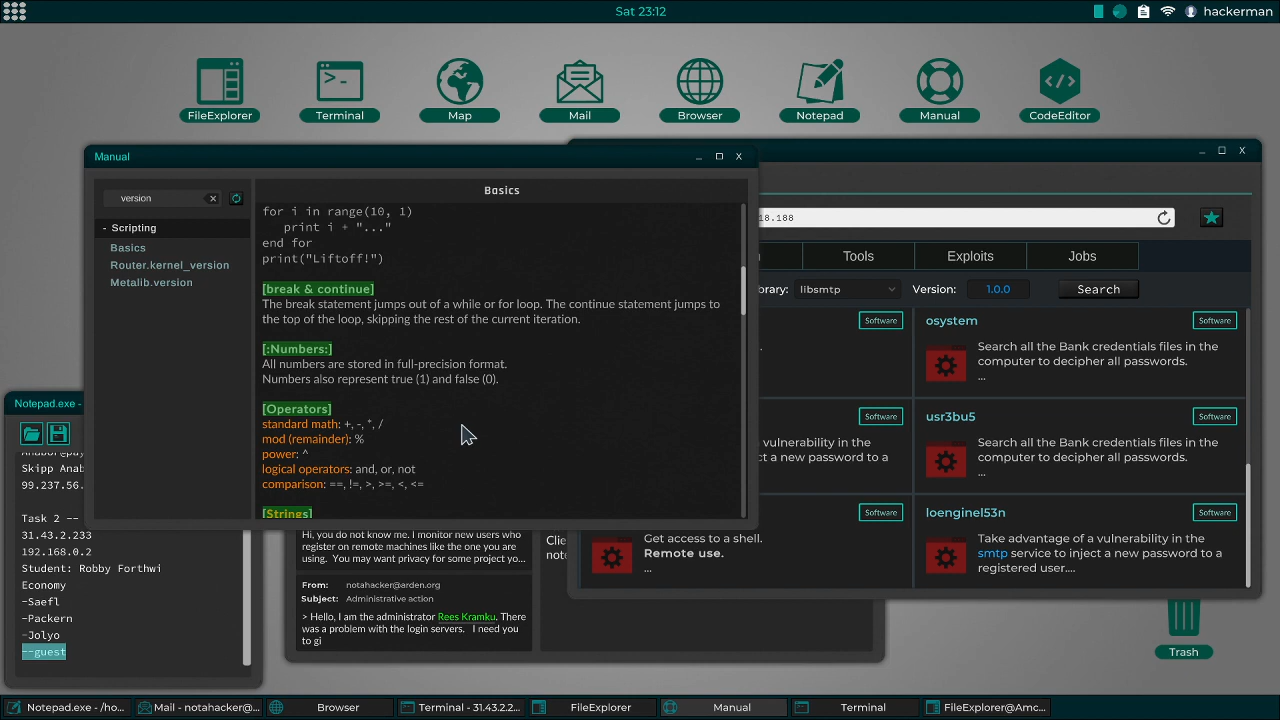 Sat 23:12
hackerman
FileExplorer
Terminal
Map
Mail
Browser
Notepad
Manual
CodeEditor
Manual
_ □ X
version
- Scripting
Basics
Router.kernel_version
Metalib.version
Basics
for i in range(10, 1)
print i + "..."
end for
print("Liftoff!")
[break & continue]
The break statement jumps out of a while or for loop. The continue statement jumps to
the top of the loop, skipping the rest of the current iteration.
[:Numbers:]
All numbers are stored in full-precision format.
Numbers also represent true (1) and false (0).
[Operators]
standard math: +, -, *, /
mod (remainder): %
power: ^
logical operators: and, or, not
comparison: ==, !=, >, >=, <, <=
[Strings]
_ □ X
18.188
Tools
Exploits
Jobs
brary:
libsmtp
Version:
1.0.0
Search
Software
osystem
Software
Search all the Bank credentials files in the
computer to decipher all passwords.
...
Software
usr3bu5
Software
a vulnerability in the
ct a new password to a
Search all the Bank credentials files in the
computer to decipher all passwords.
...
Software
loenginel53n
Software
Get access to a shell.
Remote use.
...
Take advantage of a vulnerability in the
smtp service to inject a new password to a
registered user....
Notepad.exe -
Skipp Anab
99.237.56.
Task 2 --
31.43.2.233
192.168.0.2
Student: Robby Forthwi
Economy
-Saefl
-Packern
-Jolyo
--guest
Hi, you do not know me. I monitor new users who
register on remote machines like the one you are
using. You may want privacy for some project yo...
From: notahacker@arden.org
Subject: Administrative action
> Hello, I am the administrator Rees Kramku. There
was a problem with the login servers. I need you
to gi
Clie
note
Trash
Notepad.exe - /ho...
Mail - notahacker@...
Browser
Terminal - 31.43.2.2...
FileExplorer
Manual
Terminal
FileExplorer@Amc...